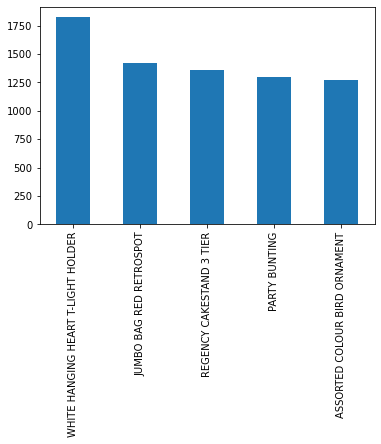 1750
1500
1250
1000
750
500
250
0
WHITE HANGING HEART T-LIGHT HOLDER
JUMBO BAG RED RETROSPOT
REGENCY CAKESTAND 3 TIER
PARTY BUNTING
ASSORTED COLOUR BIRD ORNAMENT